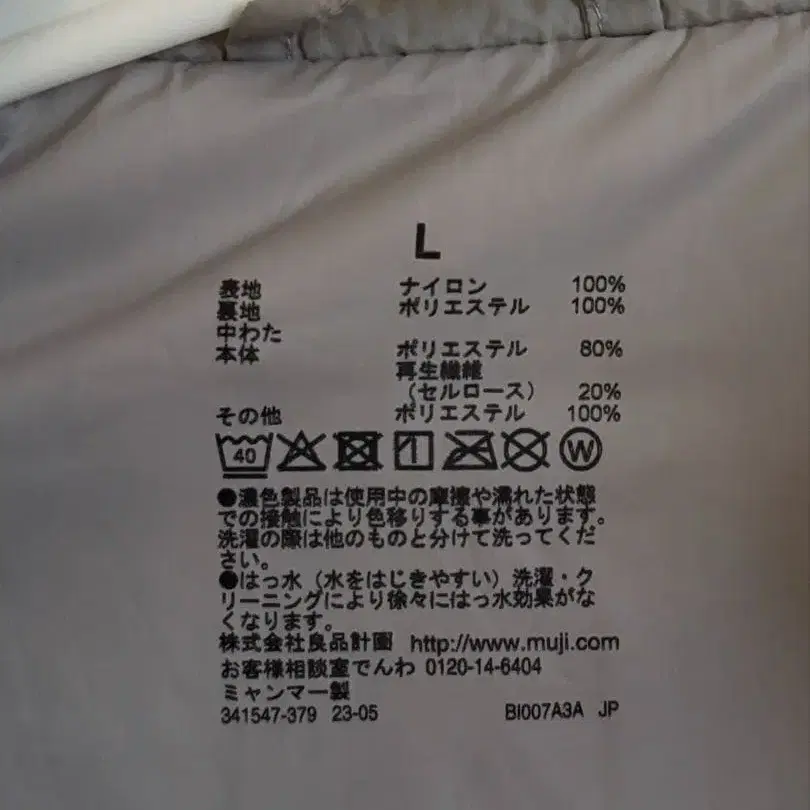 L
表地 ナイロン 100%
裏地 ポリエステル 100%
中わた
本体 ポリエステル 80%
再生繊維
（セルロース） 20%
その他 ポリエステル 100%
40 W
●濃色製品は使用中の摩擦や濡れた状態
での接触により色移りする事があります。
洗濯の際は他のものと分けて洗ってくだ
さい。
●はっ水（水をはじきやすい）洗濯・ク
リーニングにより徐々にはっ水効果がな
くなります。
株式会社良品計画 http://www.muji.com
お客様相談室でんわ 0120-14-6404
ミャンマー製
341547-379 23-05 BI007A3A JP